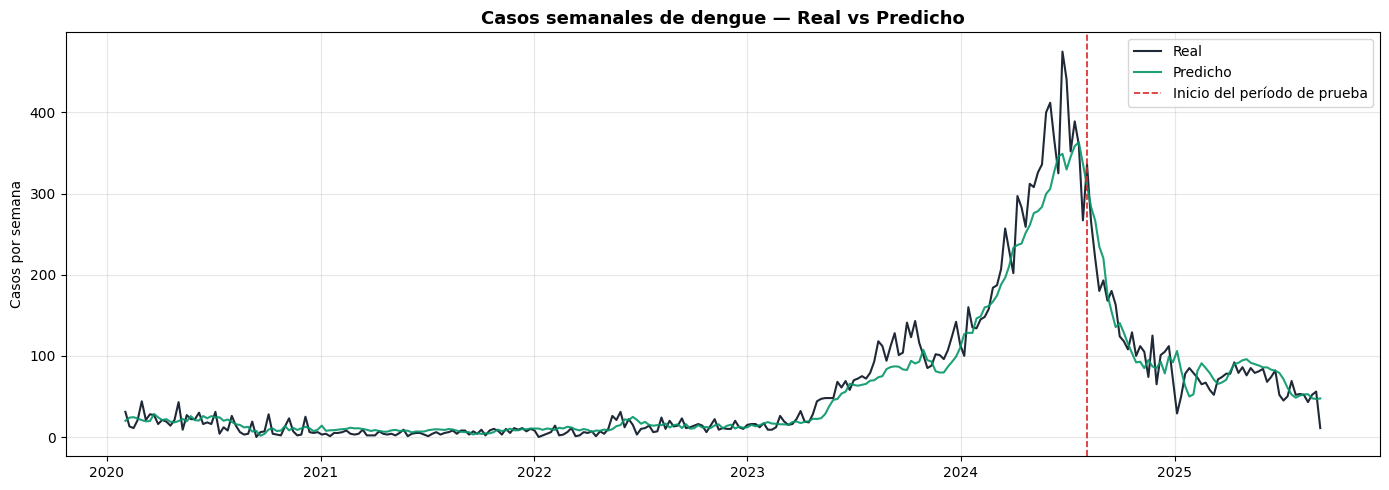 Casos semanales de dengue — Real vs Predicho
Real
Predicho
Inicio del período de prueba
Casos por semana
400
300
200
100
0
2020
2021
2022
2023
2024
2025